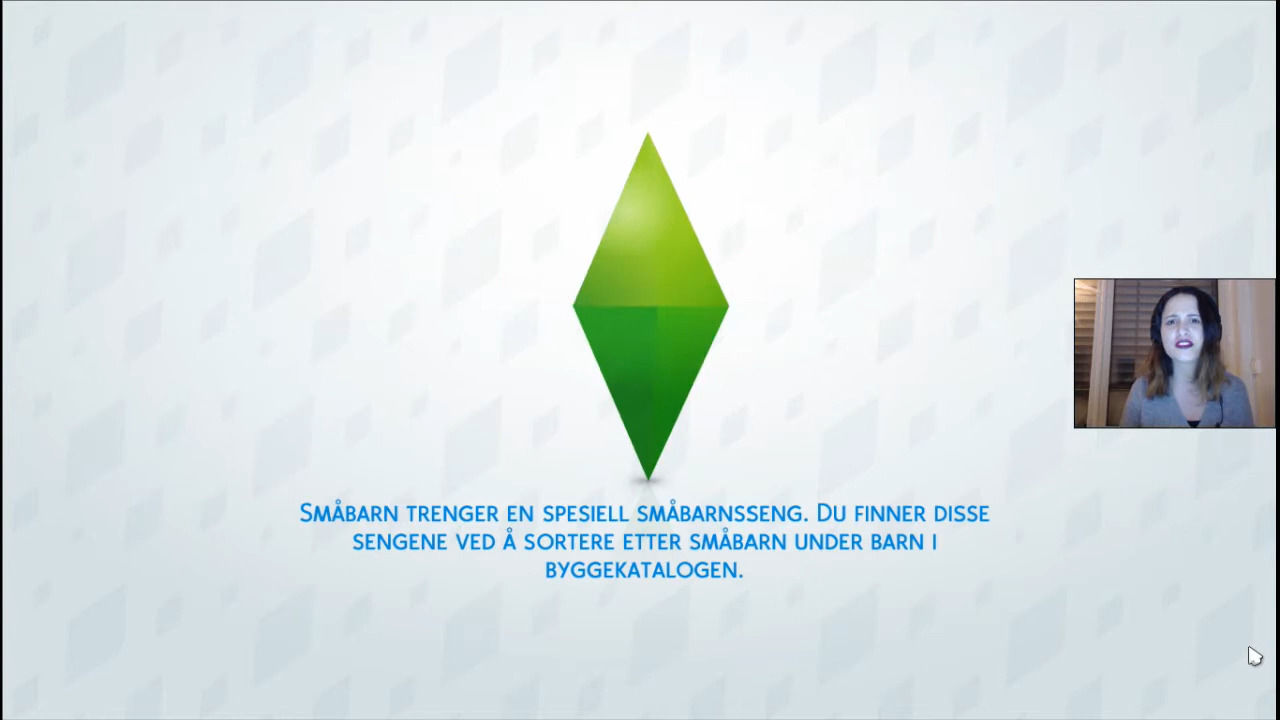 Småbarn trenger en spesiell småbarnsseng. Du finner disse
sengene ved å sortere etter småbarn under barn i
byggekatalogen.